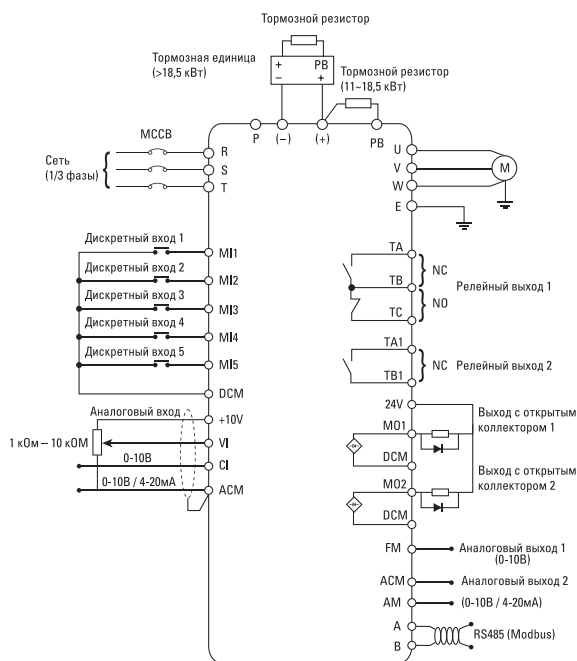 Тормозной резистор
Тормозная единица
(>18,5 кВт)
+ PB
− +
Тормозной резистор
(11~18,5 кВт)
P (−) (+) PB
MCCB
Сеть
(1/3 фазы)
R
S
T
U
V
W
M
E
Дискретный вход 1
MI1
Дискретный вход 2
MI2
Дискретный вход 3
MI3
Дискретный вход 4
MI4
Дискретный вход 5
MI5
DCM
Аналоговый вход
+10V
1 кОм – 10 кОМ
VI
0-10В
CI
0-10В / 4-20мА
ACM
TA
NC
TB
Релейный выход 1
NO
TC
TA1
NC
Релейный выход 2
TB1
24V
MO1
Выход с открытым
коллектором 1
DCM
MO2
Выход с открытым
коллектором 2
DCM
FM
Аналоговый выход 1
(0-10В)
ACM
Аналоговый выход 2
AM
(0-10В / 4-20мА)
A
B
RS485 (Modbus)